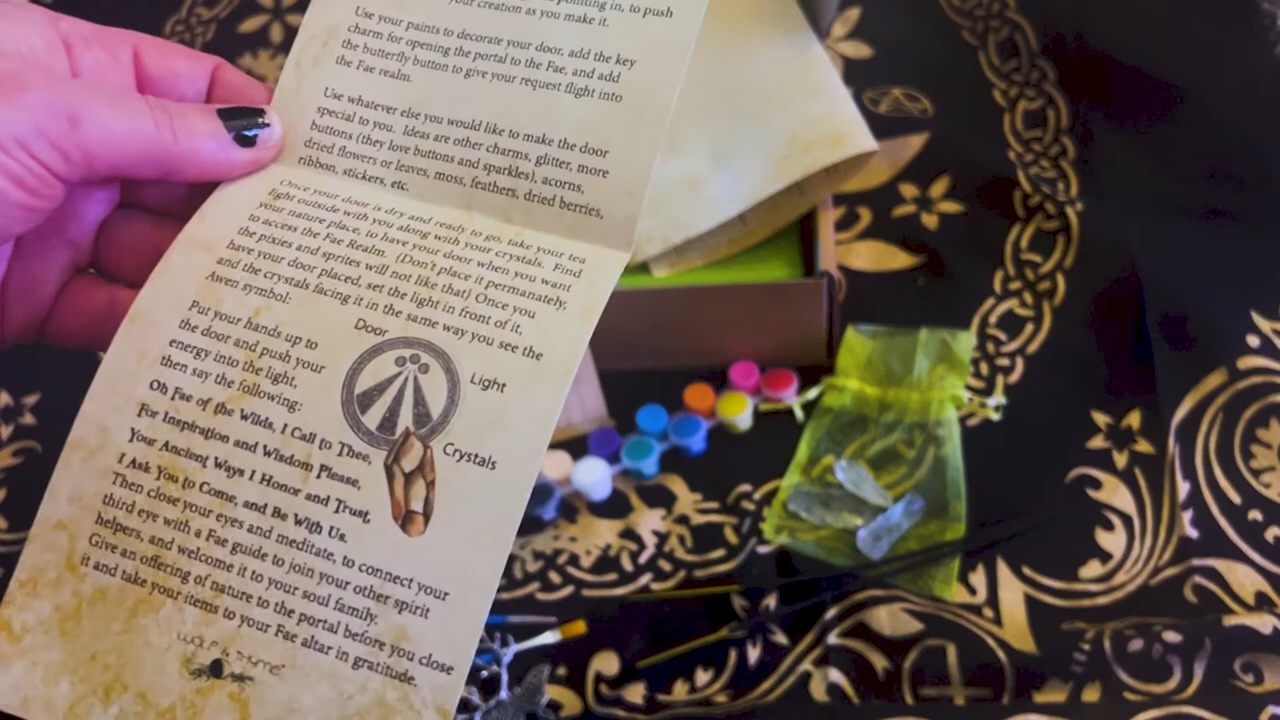 pointing in, to push
your creation as you make it.
Use your paints to decorate your door, add the key
charm for opening the portal to the Fae, and add
the butterfly button to give your request flight into
the Fae realm.
Use whatever else you would like to make the door
special to you. Ideas are other charms, glitter, more
buttons (they love buttons and sparkles), acorns,
dried flowers or leaves, moss, feathers, dried berries,
ribbon, stickers, etc.
Once your door is dry and ready to go, take your tea
light outside with you along with your crystals. Find
your nature place, to have your door when you want
to access the Fae Realm. (Don't place it permanately,
the pixies and sprites will not like that) Once you
have your door placed, set the light in front of it,
and the crystals facing it in the same way you see the
Awen symbol:
Door
Light
Crystals
Put your hands up to
the door and push your
energy into the light,
then say the following:
Oh Fae of the Wilds, I Call to Thee,
For Inspiration and Wisdom Please,
Your Ancient Ways I Honor and Trust,
I Ask You to Come, and Be With Us.
Then close your eyes and meditate, to connect your
third eye with a Fae guide to join your other spirit
helpers, and welcome it to your soul family.
Give an offering of nature to the portal before you close
it and take your items to your Fae altar in gratitude.
WOLF & THYME